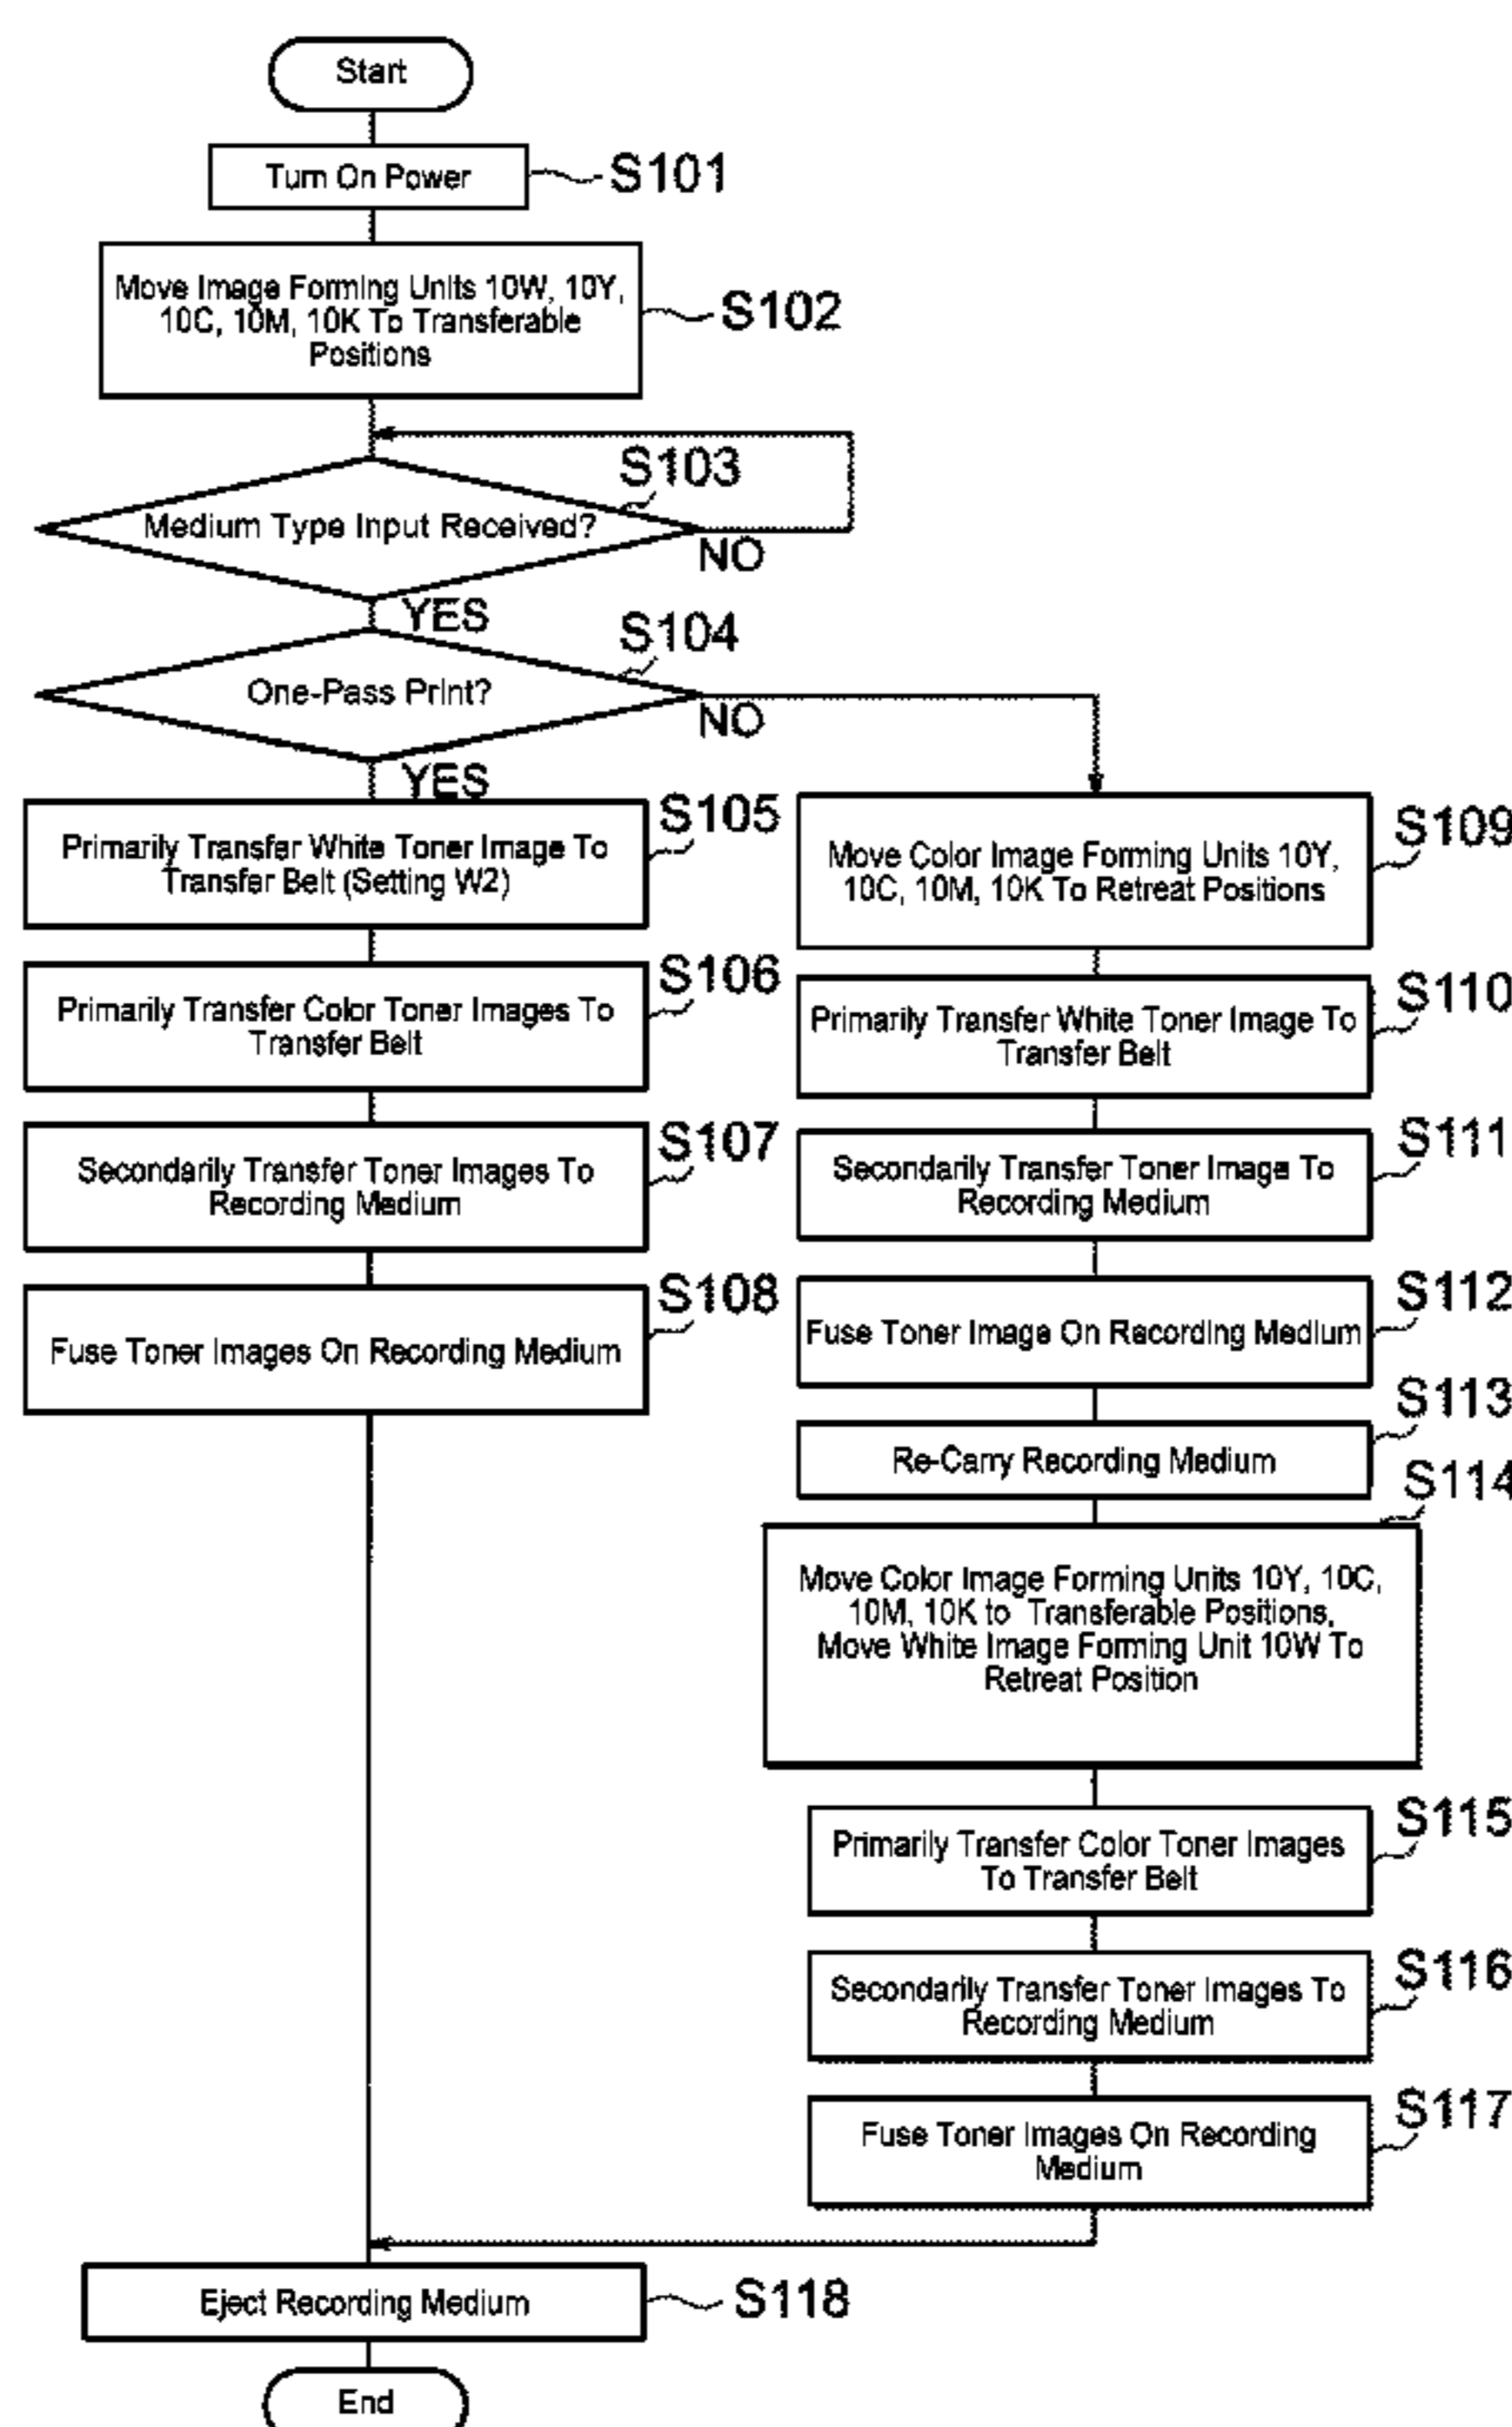 Start
Turn On Power
S101
Move Image Forming Units 10W, 10Y,
10C, 10M, 10K To Transferable
Positions
S102
S103
Medium Type Input Received?
NO
YES
S104
One-Pass Print?
NO
YES
S105
Primarily Transfer White Toner Image To
Transfer Belt (Setting W2)
S106
Primarily Transfer Color Toner Images To
Transfer Belt
S107
Secondarily Transfer Toner Images To
Recording Medium
S108
Fuse Toner Images On Recording Medium
S109
Move Color Image Forming Units 10Y,
10C, 10M, 10K To Retreat Positions
S110
Primarily Transfer White Toner Image To
Transfer Belt
S111
Secondarily Transfer Toner Image To
Recording Medium
S112
Fuse Toner Image On Recording Medium
S113
Re-Carry Recording Medium
S114
Move Color Image Forming Units 10Y, 10C,
10M, 10K to Transferable Positions,
Move White Image Forming Unit 10W To
Retreat Position
S115
Primarily Transfer Color Toner Images
To Transfer Belt
S116
Secondarily Transfer Toner Images To
Recording Medium
S117
Fuse Toner Images On Recording
Medium
Eject Recording Medium
S118
End